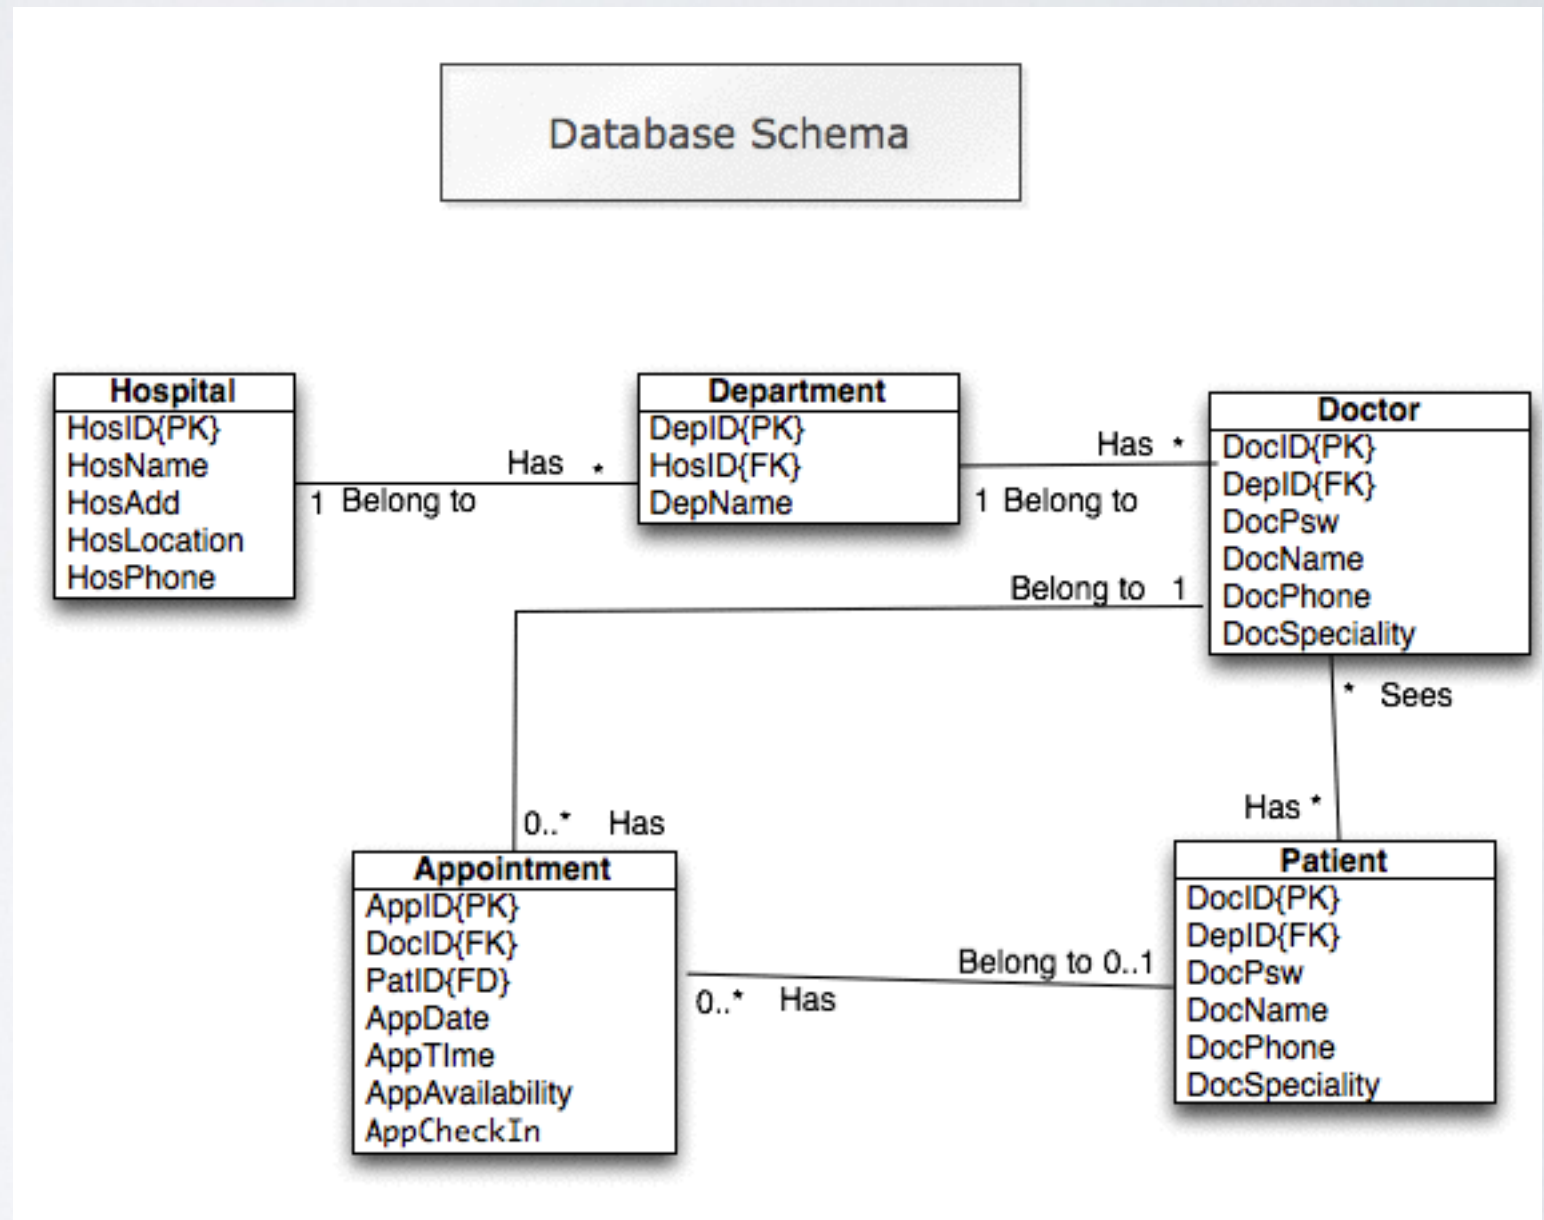 Database Schema
Hospital
HosID{PK}
HosName
HosAdd
HosLocation
HosPhone
Has *
1 Belong to
Department
DepID{PK}
HosID{FK}
DepName
Has *
1 Belong to
Doctor
DocID{PK}
DepID{FK}
DocPsw
DocName
DocPhone
DocSpeciality
Belong to 1
* Sees
Has *
0..* Has
Appointment
AppID{PK}
DocID{FK}
PatID{FD}
AppDate
AppTIme
AppAvailability
AppCheckIn
Belong to 0..1
0..* Has
Patient
DocID{PK}
DepID{FK}
DocPsw
DocName
DocPhone
DocSpeciality